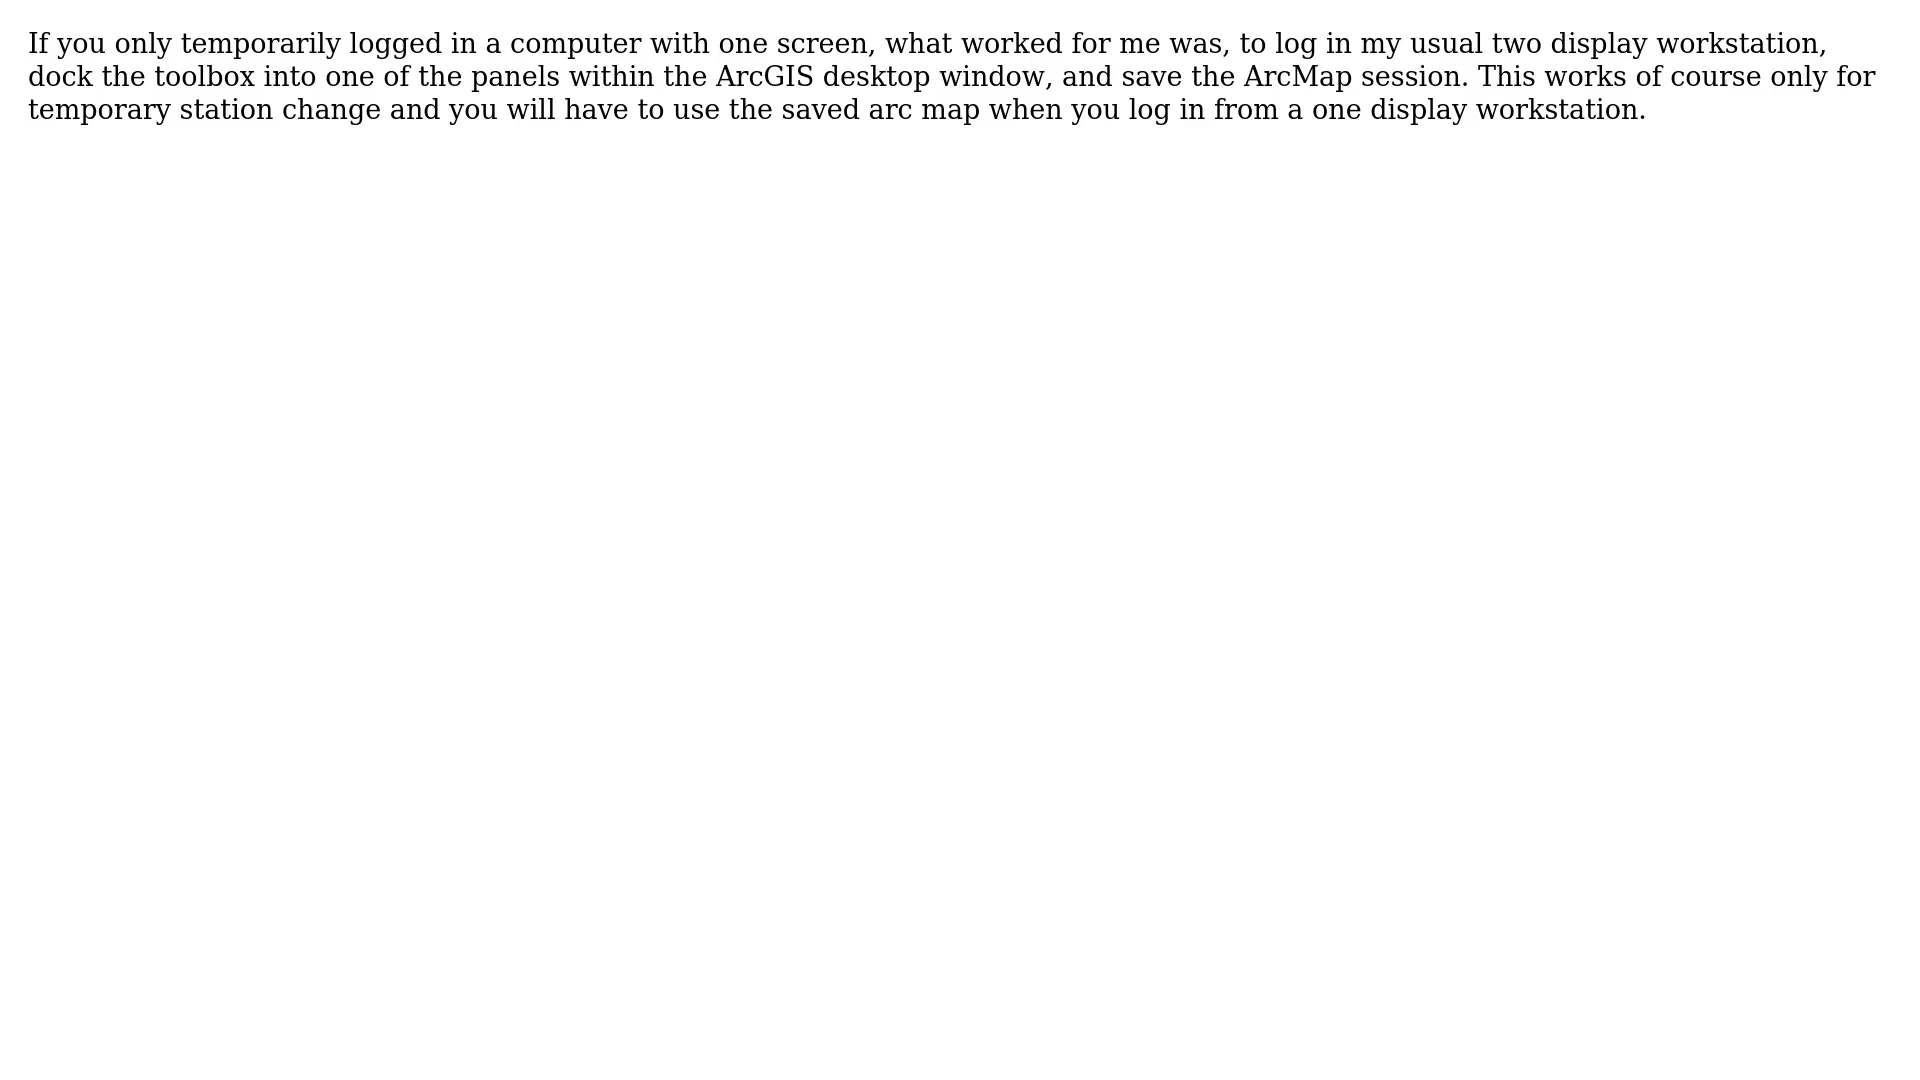 If you only temporarily logged in a computer with one screen, what worked for me was, to log in my usual two display workstation,
dock the toolbox into one of the panels within the ArcGIS desktop window, and save the ArcMap session. This works of course only for
temporary station change and you will have to use the saved arc map when you log in from a one display workstation.